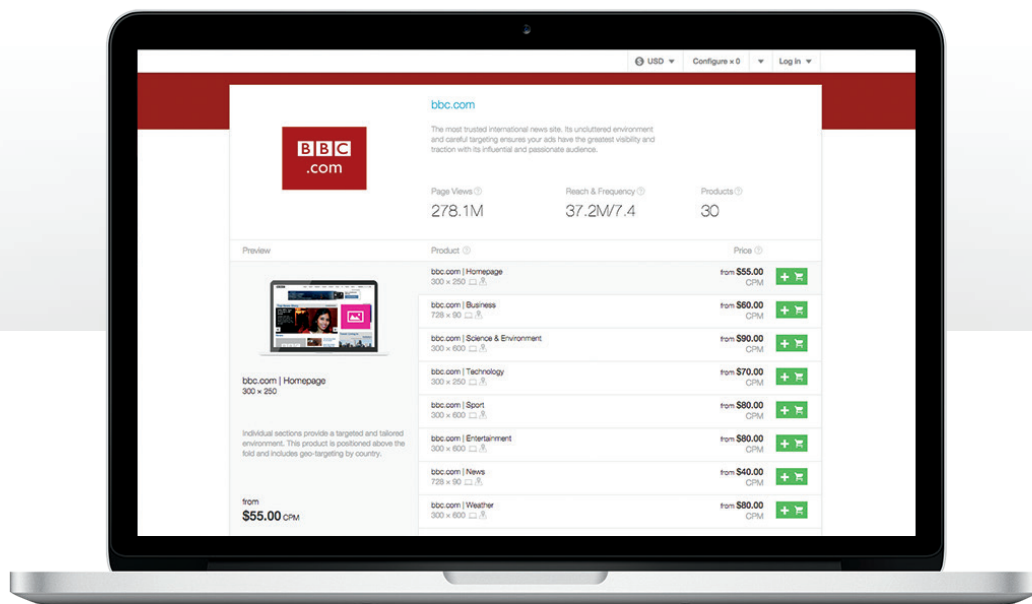 USD
Configure × 0
Log in
BBC
.com
bbc.com
The most trusted international news site. Its uncluttered environment
and careful targeting ensures your ads have the greatest visibility and
traction with its influential and passionate audience.
Page Views
Reach & Frequency
Products
278.1M
37.2M/7.4
30
Preview
Product
Price
bbc.com | Homepage
300 × 250
from $55.00
CPM
bbc.com | Business
728 × 90
from $60.00
CPM
bbc.com | Science & Environment
300 × 600
from $90.00
CPM
bbc.com | Technology
300 × 250
from $70.00
CPM
bbc.com | Sport
300 × 600
from $80.00
CPM
bbc.com | Entertainment
300 × 600
from $80.00
CPM
bbc.com | News
728 × 90
from $40.00
CPM
bbc.com | Weather
300 × 600
from $80.00
CPM
bbc.com | Homepage
300 × 250
Individual sections provide a targeted and tailored
environment. This product is positioned above the
fold and includes geo-targeting by country.
from
$55.00 CPM